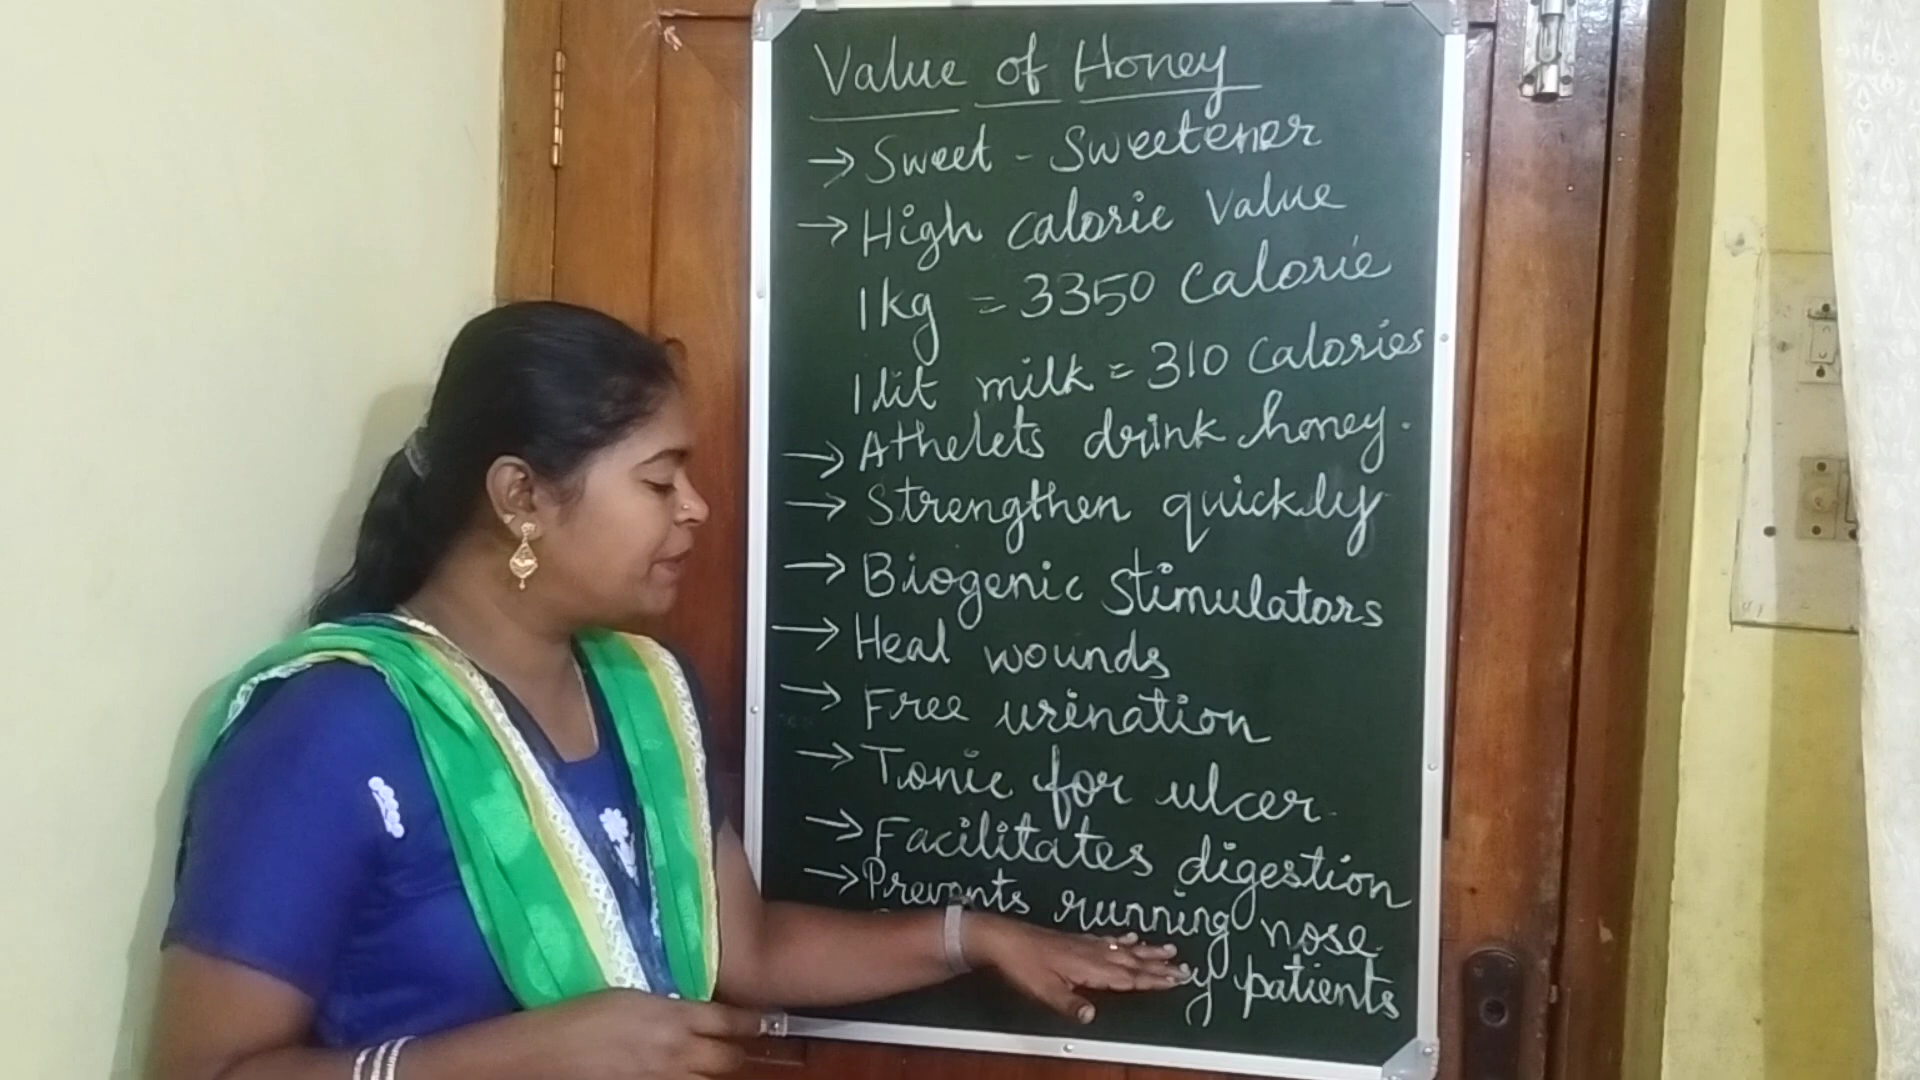 Value of Honey
→ Sweet - Sweetener
→ High calorie Value
1kg = 3350 Calorie
1 lit milk = 310 Calories
→ Athelets drink honey.
→ Strengthen quickly
→ Biogenic Stimulators
→ Heal wounds
→ Free urination
→ Tonic for ulcer
→ Facilitates digestion
→ Prevents running nose
patients